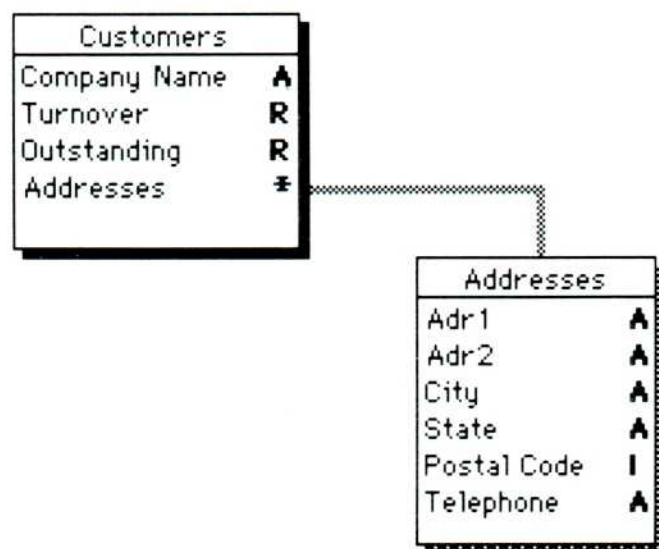 Customers
Company Name A
Turnover R
Outstanding R
Addresses *
Addresses
Adr1 A
Adr2 A
City A
State A
Postal Code I
Telephone A